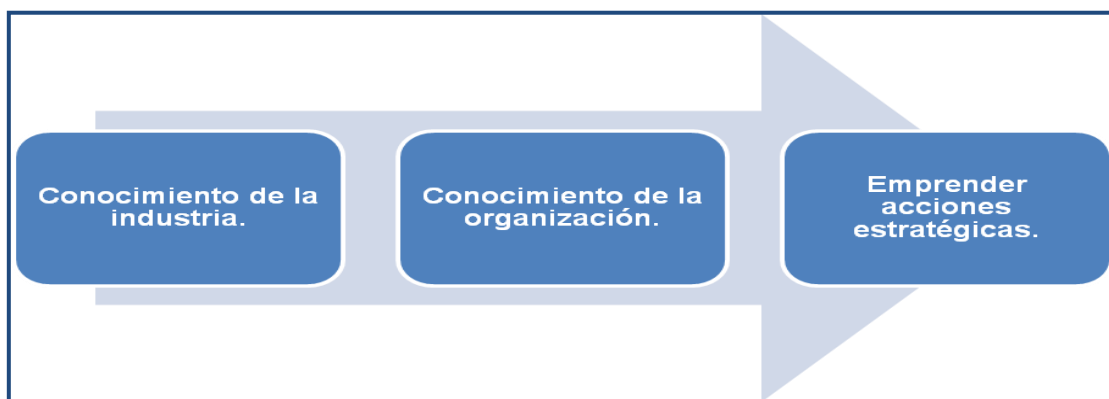 Conocimiento de la
industria.
Conocimiento de la
organización.
Emprender
acciones
estratégicas.